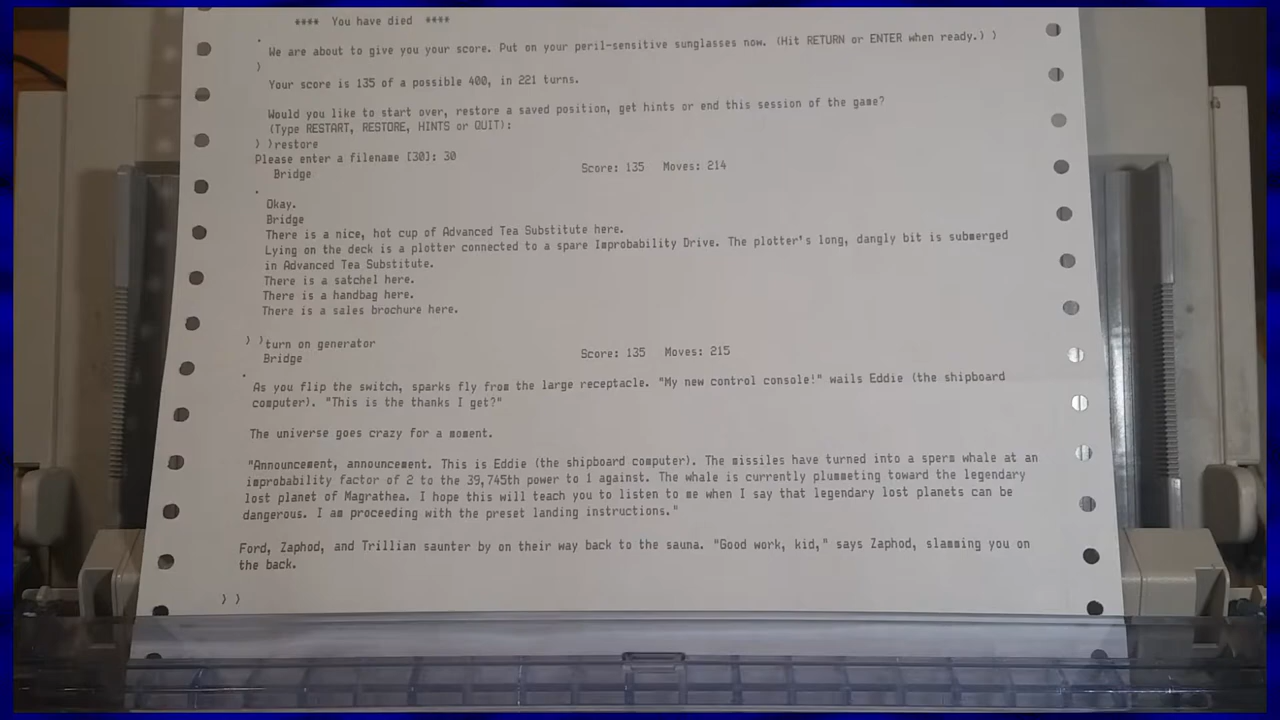 **** You have died ****
.
We are about to give you your score. Put on your peril-sensitive sunglasses now. (Hit RETURN or ENTER when ready.) )
)
Your score is 135 of a possible 400, in 221 turns.
Would you like to start over, restore a saved position, get hints or end this session of the game?
(Type RESTART, RESTORE, HINTS or QUIT):
) )restore
Please enter a filename [30]: 30
Bridge Score: 135 Moves: 214
.
Okay.
Bridge
There is a nice, hot cup of Advanced Tea Substitute here.
Lying on the deck is a plotter connected to a spare Improbability Drive. The plotter's long, dangly bit is submerged
in Advanced Tea Substitute.
There is a satchel here.
There is a handbag here.
There is a sales brochure here.
) )turn on generator
Bridge Score: 135 Moves: 215
.
As you flip the switch, sparks fly from the large receptacle. "My new control console!" wails Eddie (the shipboard
computer). "This is the thanks I get?"
The universe goes crazy for a moment.
"Announcement, announcement. This is Eddie (the shipboard computer). The missiles have turned into a sperm whale at an
improbability factor of 2 to the 39,745th power to 1 against. The whale is currently plummeting toward the legendary
lost planet of Magrathea. I hope this will teach you to listen to me when I say that legendary lost planets can be
dangerous. I am proceeding with the preset landing instructions."
Ford, Zaphod, and Trillian saunter by on their way back to the sauna. "Good work, kid," says Zaphod, slamming you on
the back.
) )